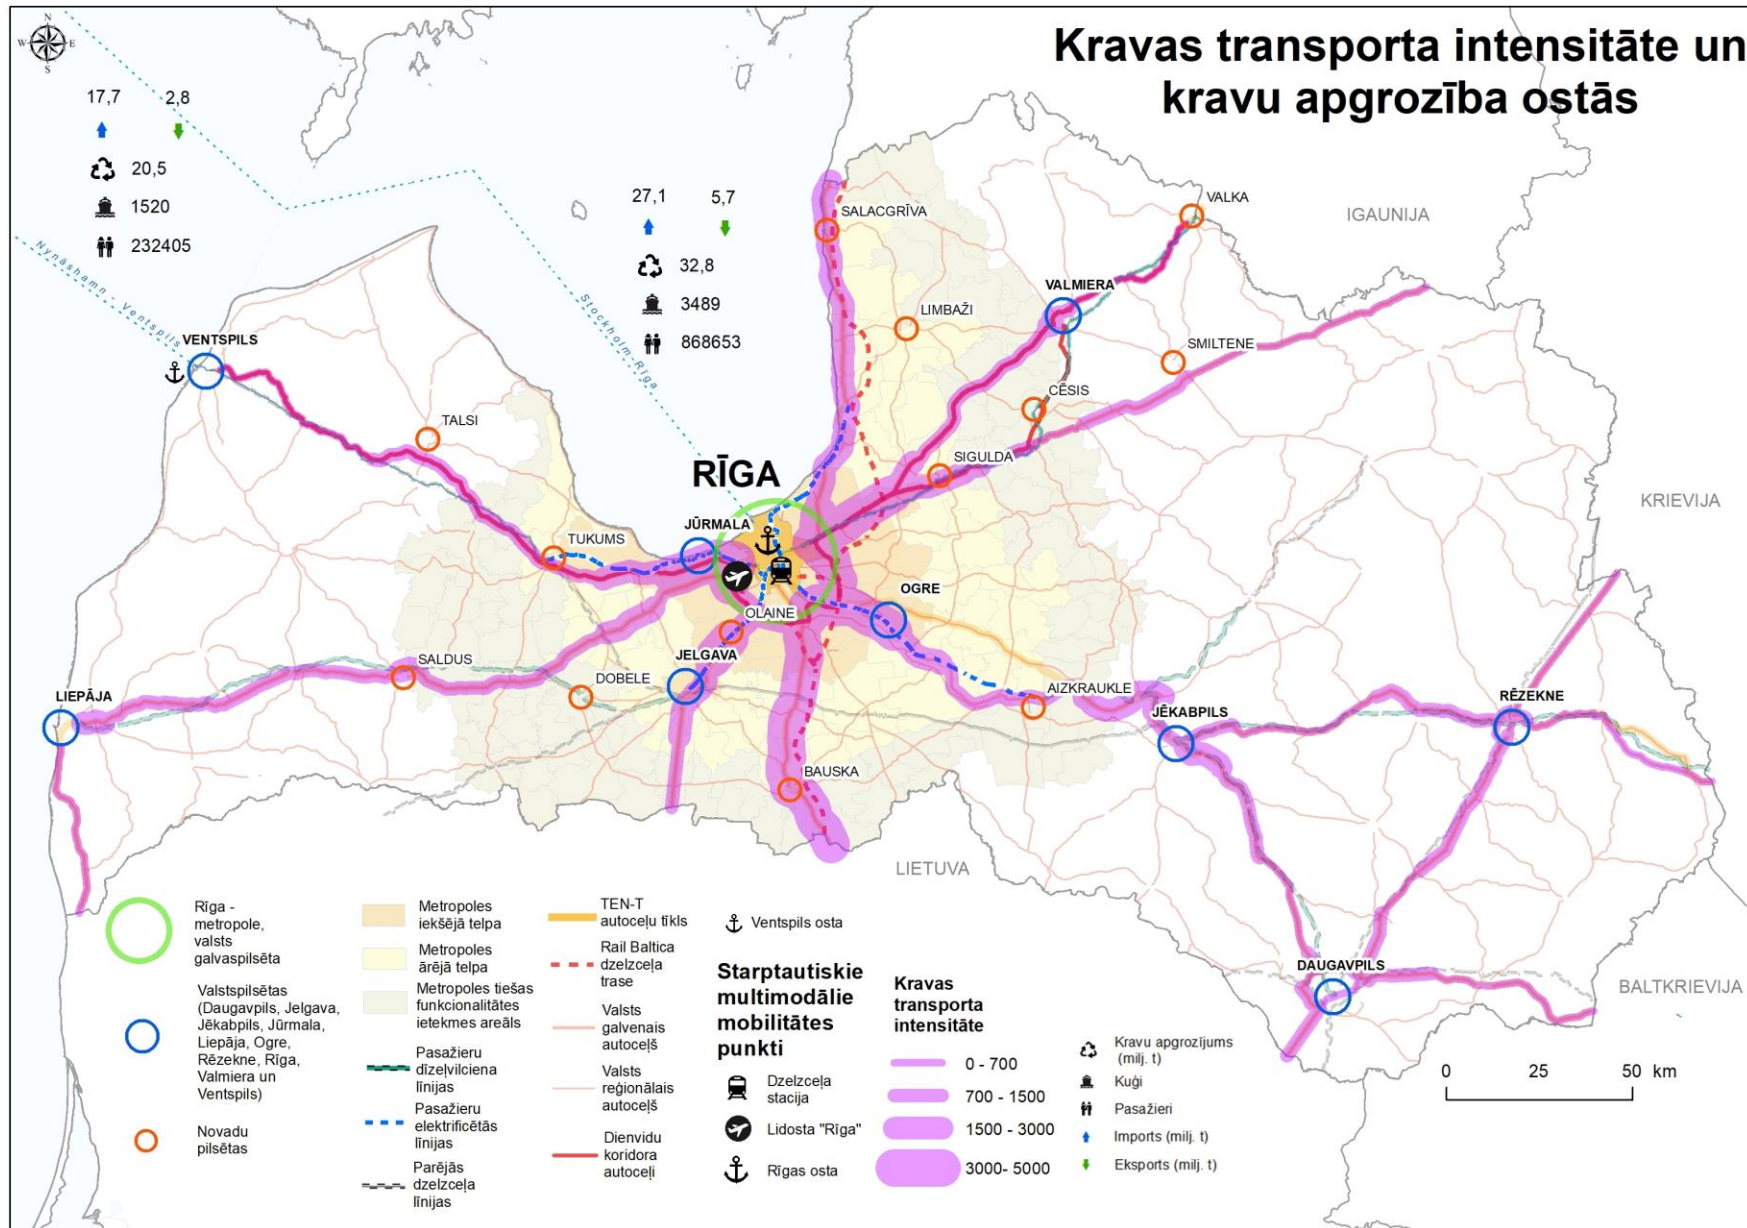 Kravas transporta intensitāte un
kravu apgrozība ostās
N
W
E
S
17,7
2,8
20,5
1520
232405
27,1
5,7
32,8
3489
868653
Nynäshamn - Ventspils
Stockholm-Rīga
SALACGRĪVA
VALKA
IGAUNIJA
LIMBAŽI
VALMIERA
SMILTENE
VENTSPILS
TALSI
CĒSIS
SIGULDA
RĪGA
KRIEVIJA
JŪRMALA
TUKUMS
OGRE
OLAINE
JELGAVA
SALDUS
DOBELE
AIZKRAUKLE
LIEPĀJA
JĒKABPILS
RĒZEKNE
BAUSKA
LIETUVA
DAUGAVPILS
BALTKRIEVIJA
Rīga -
metropole,
valsts
galvaspilsēta
Valstspilsētas
(Daugavpils, Jelgava,
Jēkabpils, Jūrmala,
Liepāja, Ogre,
Rēzekne, Rīga,
Valmiera un
Ventspils)
Novadu
pilsētas
Metropoles
iekšējā telpa
Metropoles
ārējā telpa
Metropoles tiešas
funkcionalitātes
ietekmes areāls
Pasažieru
dīzeļvilciena
līnijas
Pasažieru
elektrificētās
līnijas
Parējās
dzelzceļa
līnijas
TEN-T
autoceļu tīkls
Rail Baltica
dzelzceļa
trase
Valsts
galvenais
autoceļš
Valsts
reģionālais
autoceļš
Dienvidu
koridora
autoceļi
Ventspils osta
Starptautiskie
multimodālie
mobilitātes
punkti
Dzelzceļa
stacija
Lidosta "Rīga"
Rīgas osta
Kravas
transporta
intensitāte
0 - 700
700 - 1500
1500 - 3000
3000- 5000
Kravu apgrozījums
(milj. t)
Kuģi
Pasažieri
Imports (milj. t)
Eksports (milj. t)
0 25 50 km